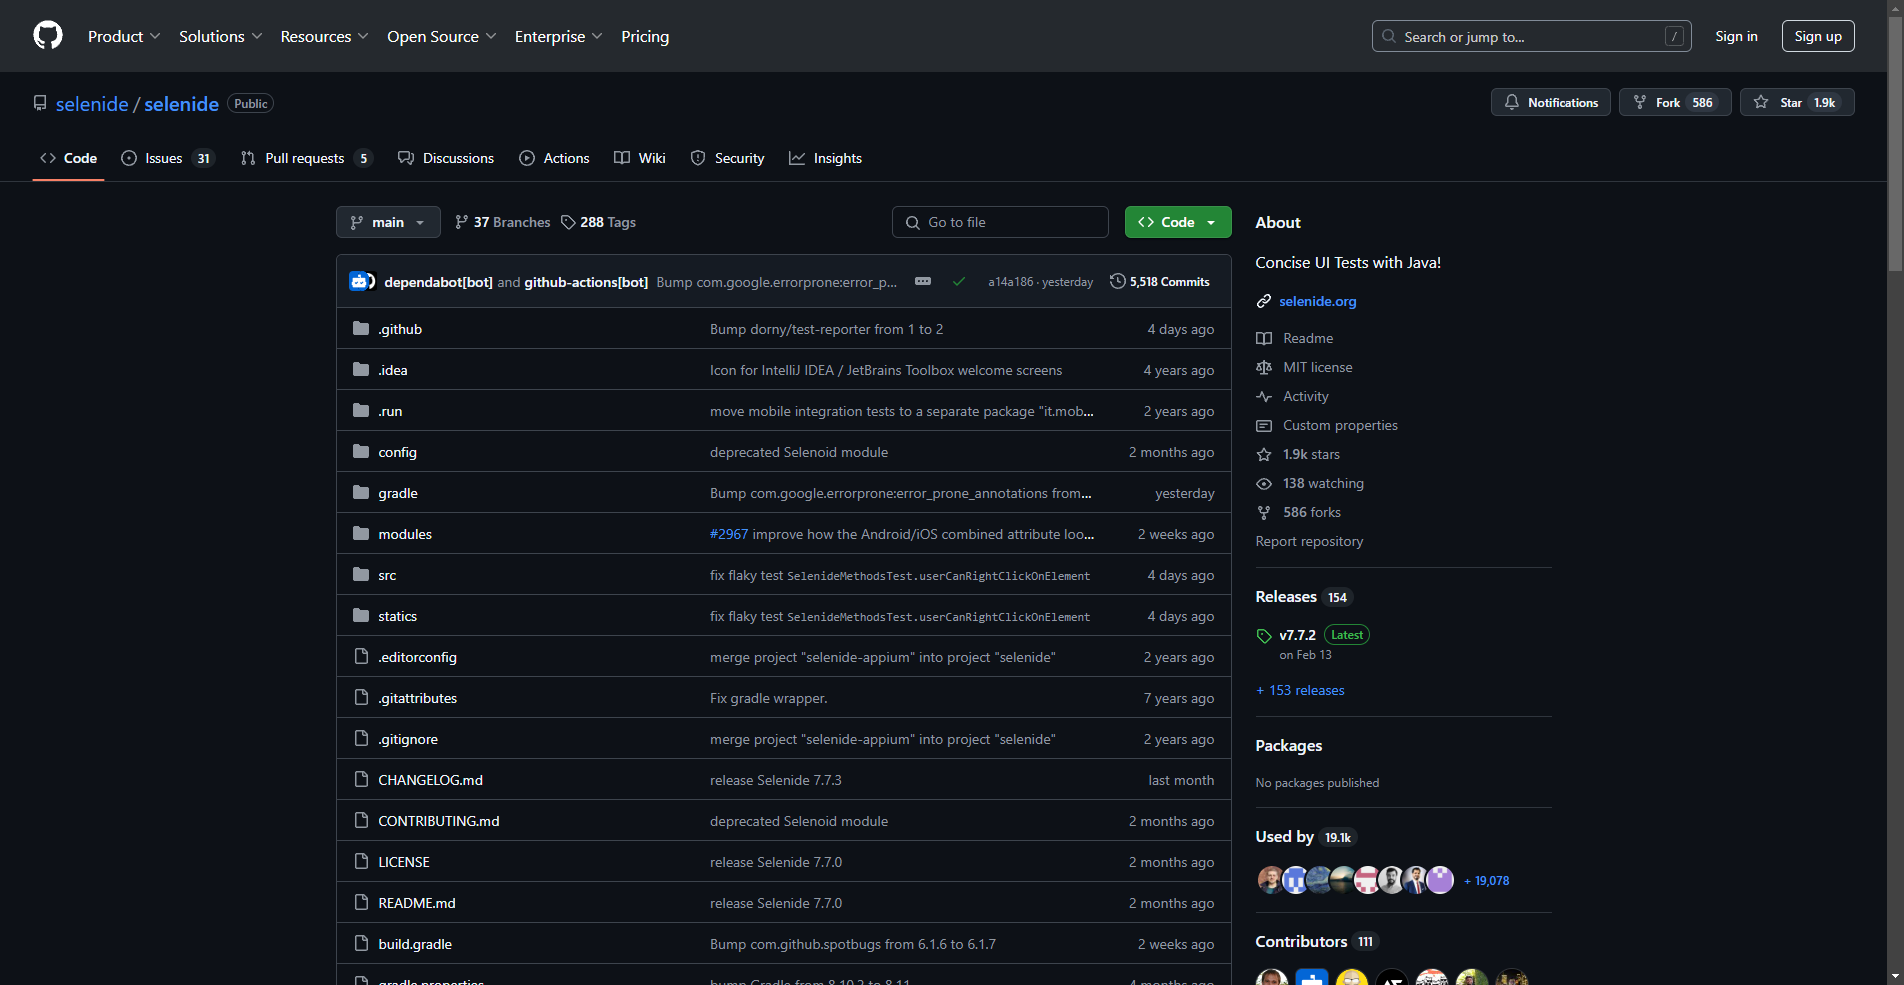 Product Solutions Resources Open Source Enterprise Pricing Search or jump to... / Sign in Sign up
selenide / selenide Public Notifications Fork 586 Star 1.9k
Code Issues 31 Pull requests 5 Discussions Actions Wiki Security Insights
main 37 Branches 288 Tags Go to file Code
dependabot[bot] and github-actions[bot] Bump com.google.errorprone:error_p... a14a186 · yesterday 5,518 Commits
.github Bump dorny/test-reporter from 1 to 2 4 days ago
.idea Icon for IntelliJ IDEA / JetBrains Toolbox welcome screens 4 years ago
.run move mobile integration tests to a separate package "it.mob... 2 years ago
config deprecated Selenoid module 2 months ago
gradle Bump com.google.errorprone:error_prone_annotations from... yesterday
modules #2967 improve how the Android/iOS combined attribute loo... 2 weeks ago
src fix flaky test SelenideMethodsTest.userCanRightClickOnElement 4 days ago
statics fix flaky test SelenideMethodsTest.userCanRightClickOnElement 4 days ago
.editorconfig merge project "selenide-appium" into project "selenide" 2 years ago
.gitattributes Fix gradle wrapper. 7 years ago
.gitignore merge project "selenide-appium" into project "selenide" 2 years ago
CHANGELOG.md release Selenide 7.7.3 last month
CONTRIBUTING.md deprecated Selenoid module 2 months ago
LICENSE release Selenide 7.7.0 2 months ago
README.md release Selenide 7.7.0 2 months ago
build.gradle Bump com.github.spotbugs from 6.1.6 to 6.1.7 2 weeks ago
gradle.properties bump Gradle from 8.10.2 to 8.11 4 months ago
About
Concise UI Tests with Java!
selenide.org
Readme
MIT license
Activity
Custom properties
1.9k stars
138 watching
586 forks
Report repository
Releases 154
v7.7.2 Latest
on Feb 13
+ 153 releases
Packages
No packages published
Used by 19.1k
+ 19,078
Contributors 111